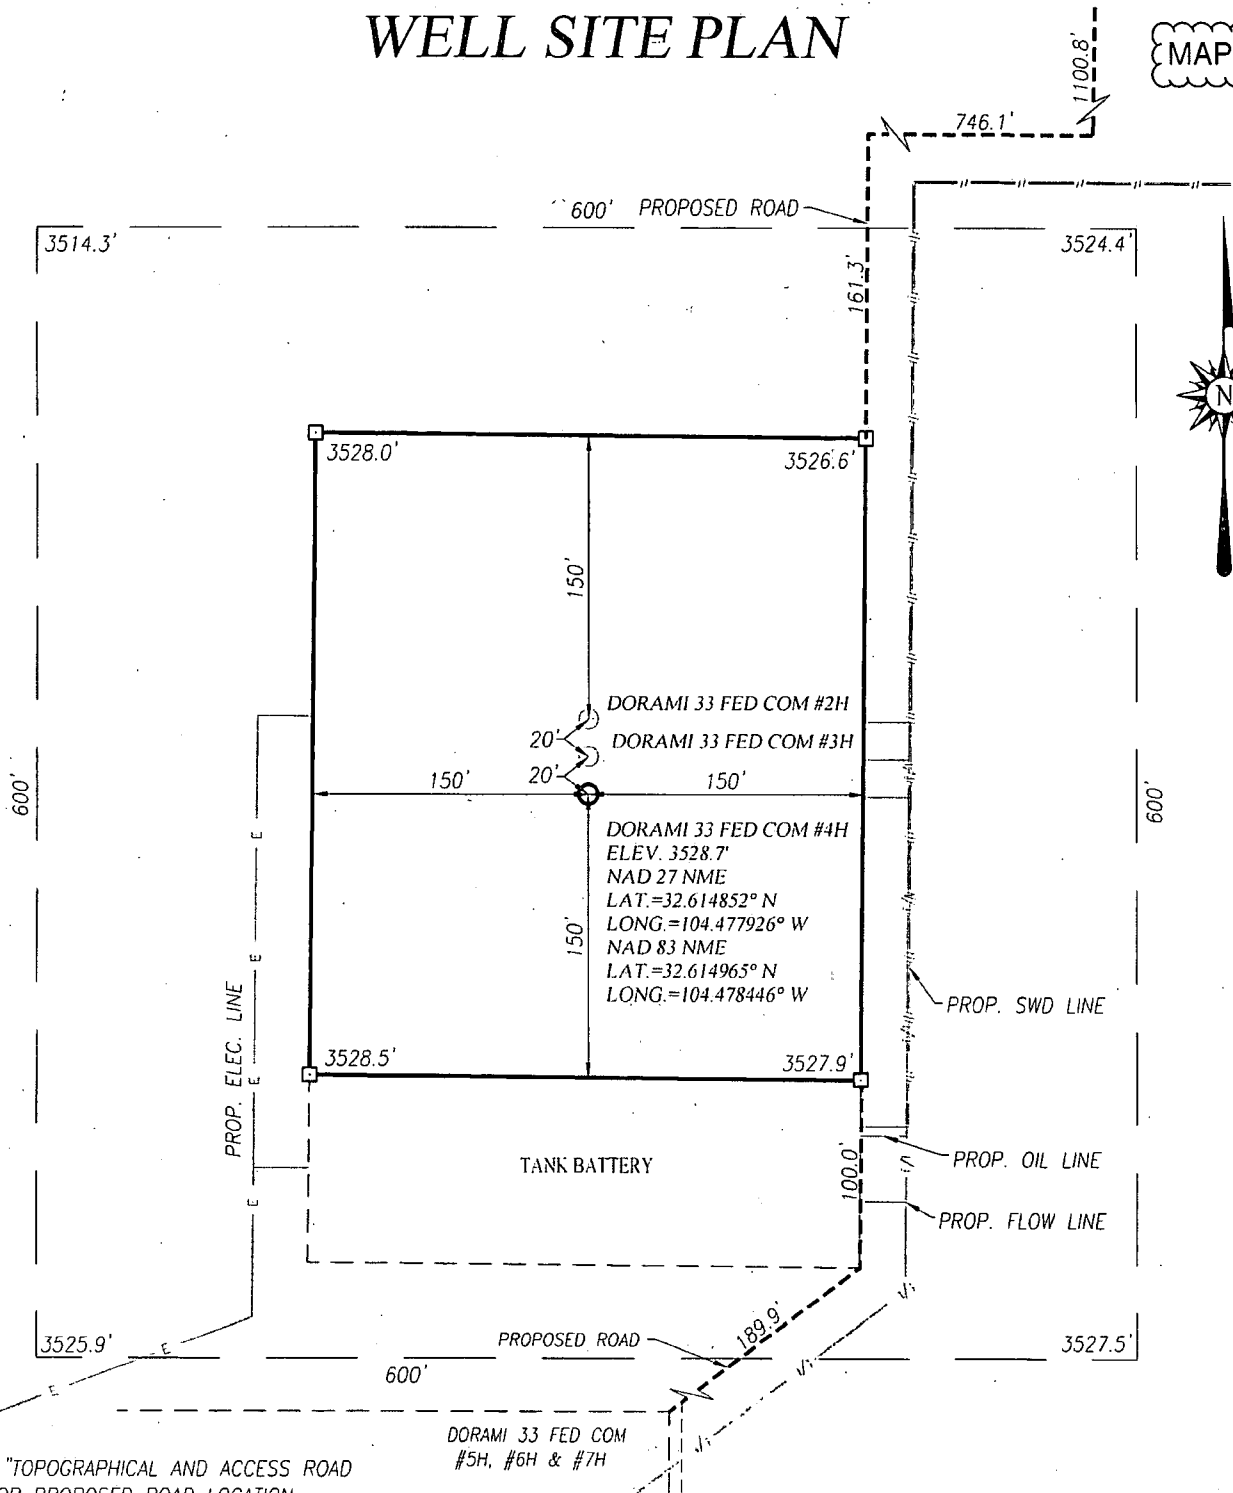 WELL SITE PLAN
MAP
1100.8'
746.1'
600' PROPOSED ROAD
3514.3'
3524.4'
161.3'
3528.0'
3526.6'
150'
DORAMI 33 FED COM #2H
20'
DORAMI 33 FED COM #3H
20'
150'
150'
600'
600'
DORAMI 33 FED COM #4H
ELEV. 3528.7'
NAD 27 NME
LAT.=32.614852° N
LONG.=104.477926° W
NAD 83 NME
LAT.=32.614965° N
LONG.=104.478446° W
150'
N
E
E
PROP. ELEC. LINE
PROP. SWD LINE
3528.5'
3527.9'
E
TANK BATTERY
100.0'
PROP. OIL LINE
E
PROP. FLOW LINE
3525.9'
E
PROPOSED ROAD
189.9'
3527.5'
600'
E
DORAMI 33 FED COM
#5H, #6H & #7H
"TOPOGRAPHICAL AND ACCESS ROAD
PROPOSED ROAD LOCATION